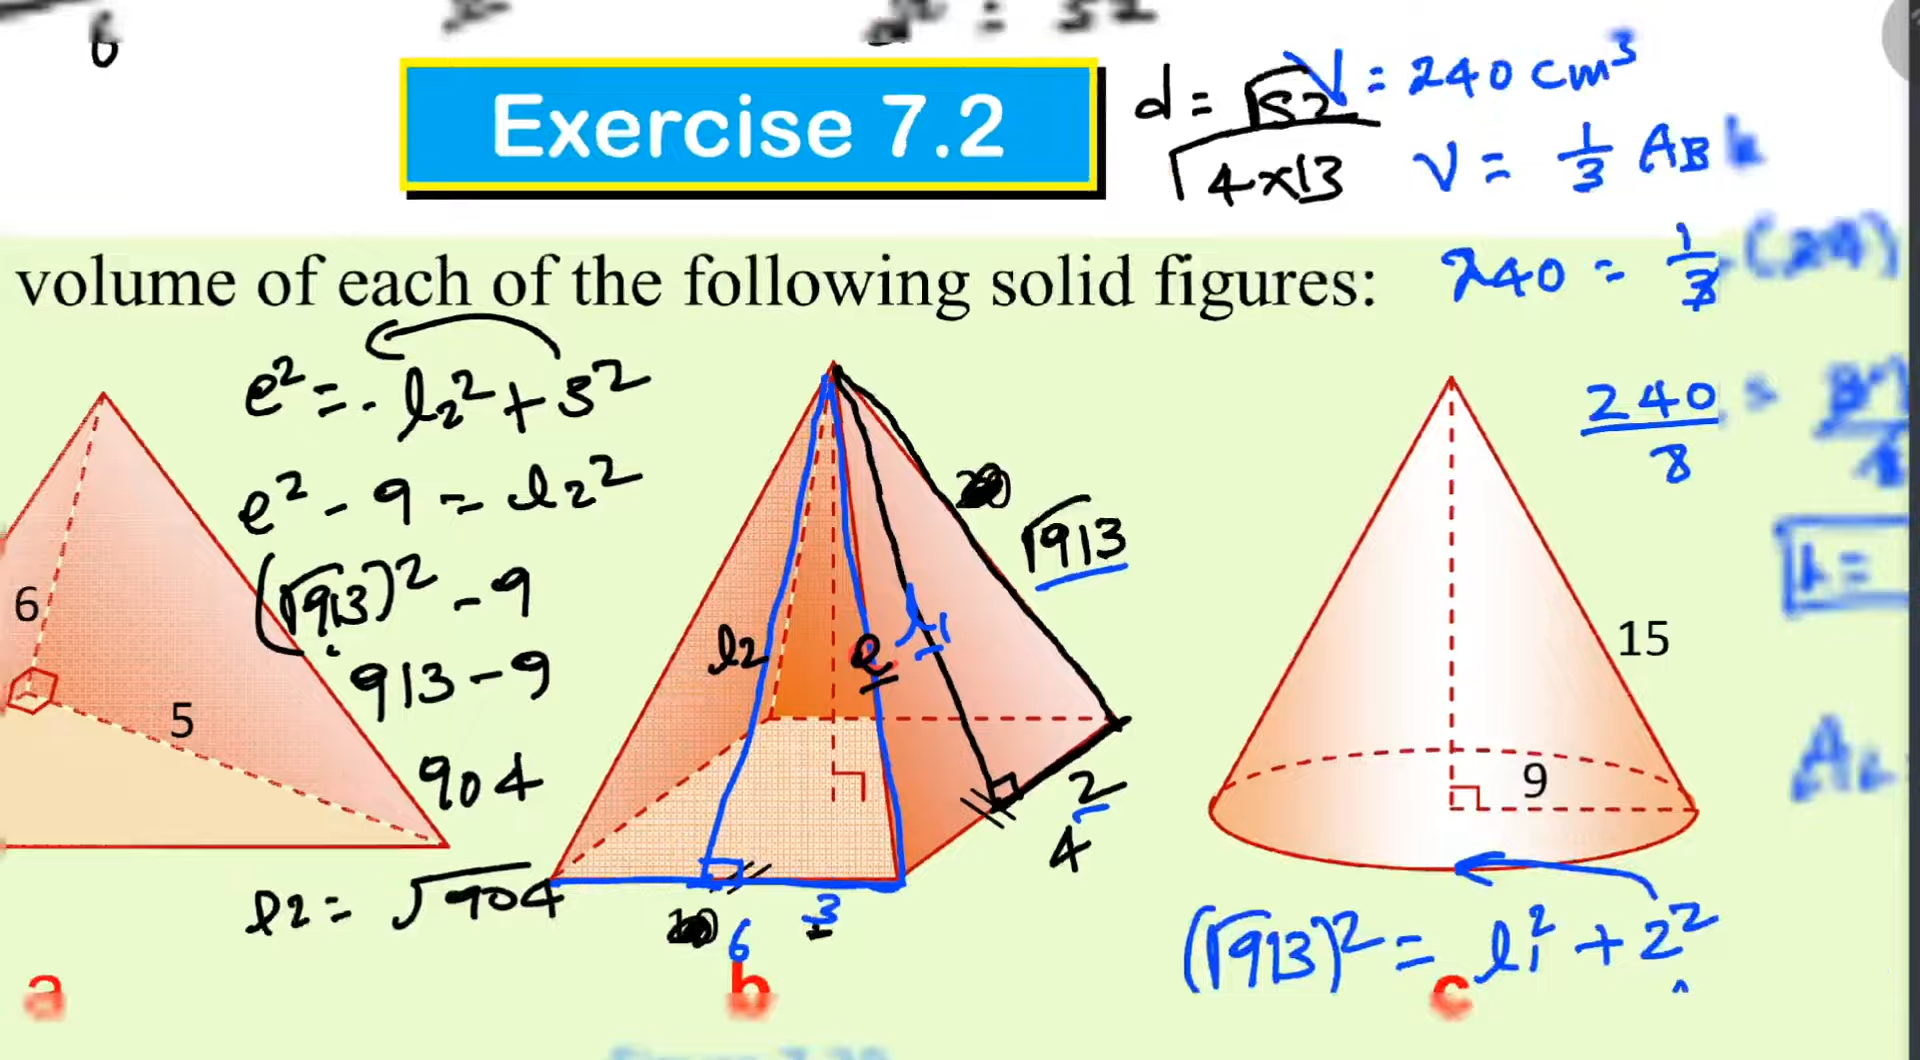 6
d = √52
√4×13
V = 240 cm³
V = 1/3 AB h
Exercise 7.2
volume of each of the following solid figures:
240 = 1/3 (24)
e² = - l₂² + 3²
e² - 9 = l₂²
(√913)² - 9
913 - 9
904
l2 = √904
6
5
l2
e
l1
√913
2
4
6
3
15
9
240
8
h =
(√913)² = l₁² + 2²
a
b
c